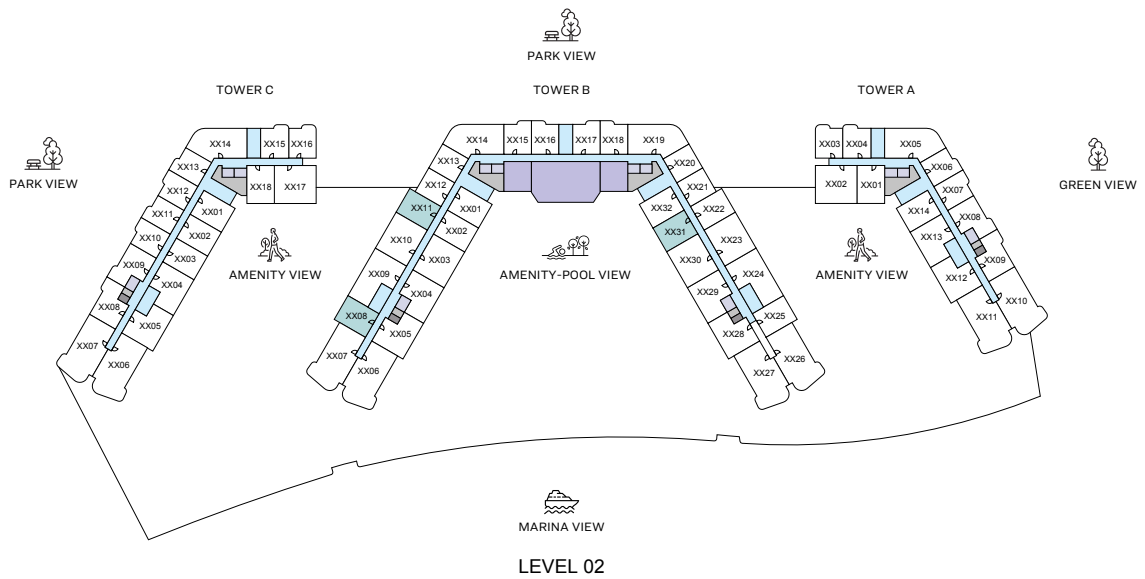 PARK VIEW
TOWER C
TOWER B
TOWER A
PARK VIEW
GREEN VIEW
XX14
XX15
XX16
XX13
XX12
XX11
XX10
XX09
XX08
XX07
XX06
XX05
XX04
XX03
XX02
XX01
XX18
XX17
AMENITY VIEW
XX14
XX15
XX16
XX17
XX18
XX19
XX13
XX12
XX11
XX10
XX09
XX08
XX07
XX06
XX05
XX04
XX03
XX02
XX01
XX20
XX21
XX22
XX23
XX24
XX25
XX26
XX27
XX28
XX29
XX30
XX31
XX32
AMENITY-POOL VIEW
XX03
XX04
XX05
XX02
XX01
XX06
XX07
XX08
XX09
XX10
XX11
XX12
XX13
XX14
AMENITY VIEW
MARINA VIEW
LEVEL 02